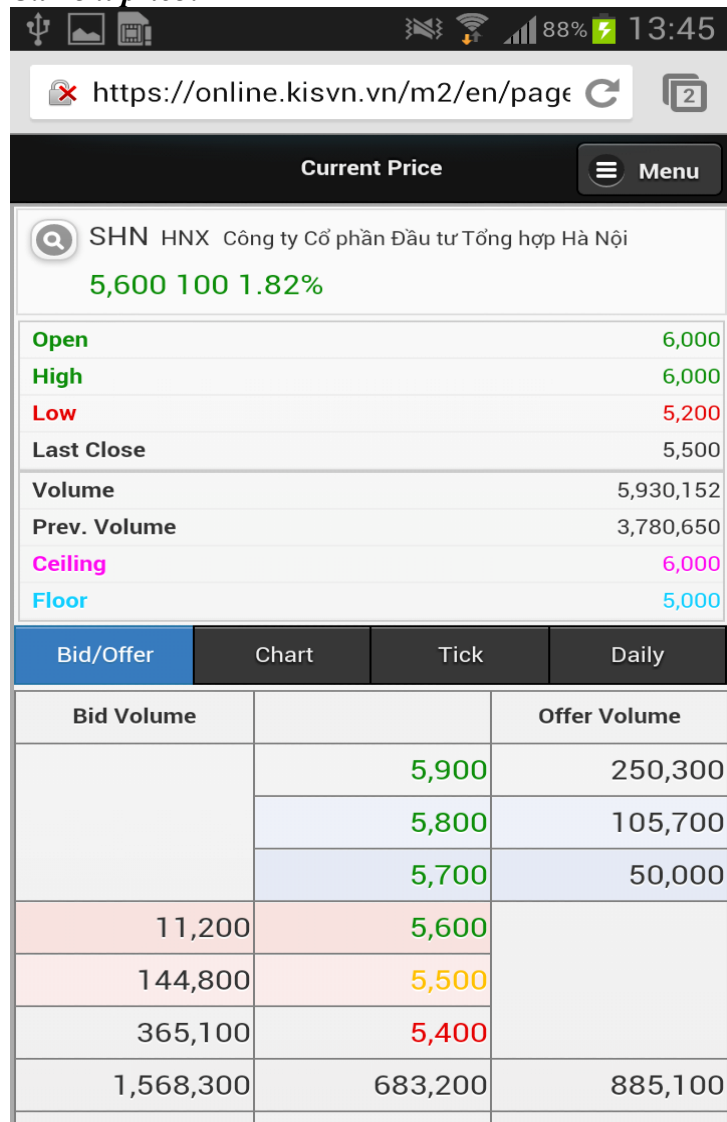 88% 13:45
https://online.kisvn.vn/m2/en/page 2
Current Price Menu
SHN HNX Công ty Cổ phần Đầu tư Tổng hợp Hà Nội
5,600 100 1.82%
Open 6,000
High 6,000
Low 5,200
Last Close 5,500
Volume 5,930,152
Prev. Volume 3,780,650
Ceiling 6,000
Floor 5,000
Bid/Offer Chart Tick Daily
Bid Volume Offer Volume
5,900 250,300
5,800 105,700
5,700 50,000
11,200 5,600
144,800 5,500
365,100 5,400
1,568,300 683,200 885,100